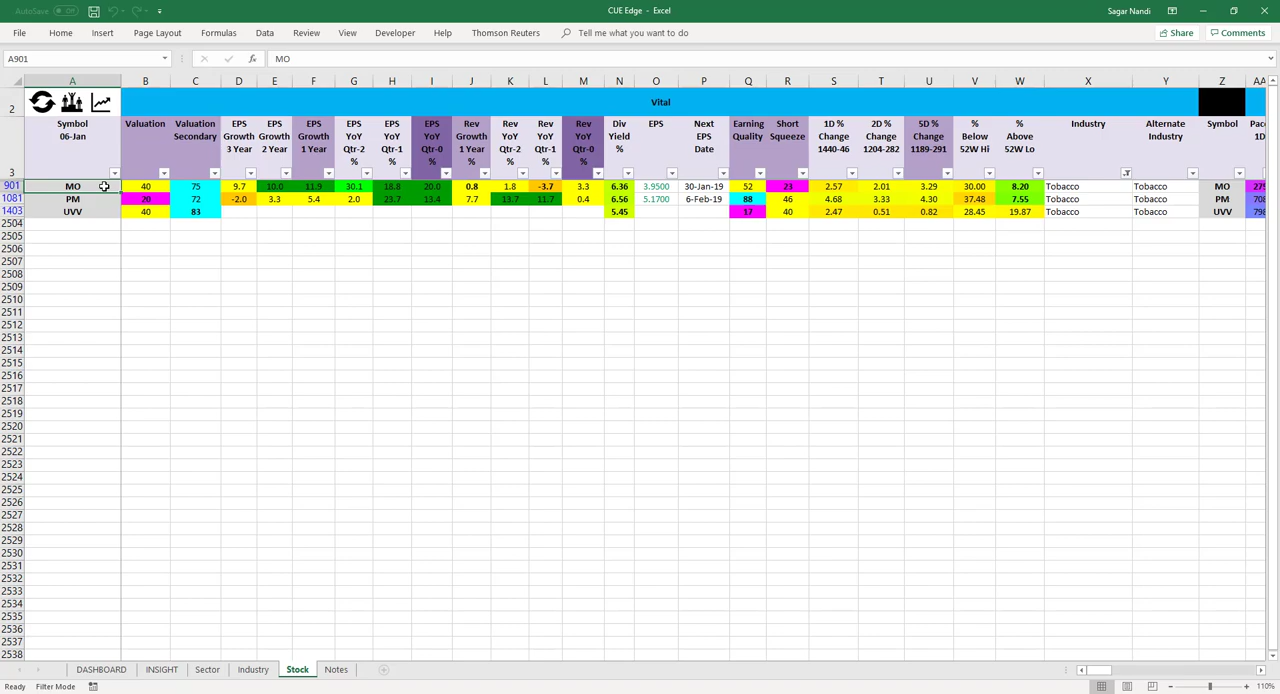 AutoSave Off
CUE Edge - Excel
Sagar Nandi
File Home Insert Page Layout Formulas Data Review View Developer Help Thomson Reuters Tell me what you want to do Share Comments
A901 fx MO
A B C D E F G H I J K L M N O P Q R S T U V W X Y Z AA
2 Vital
3 Symbol 06-Jan
Valuation
Valuation Secondary
EPS Growth 3 Year
EPS Growth 2 Year
EPS Growth 1 Year
EPS YoY Qtr-2 %
EPS YoY Qtr-1 %
EPS YoY Qtr-0 %
Rev Growth 1 Year
Rev YoY Qtr-2 %
Rev YoY Qtr-1 %
Rev YoY Qtr-0 %
Div Yield %
EPS
Next EPS Date
Earning Quality
Short Squeeze
1D % Change 1440-46
2D % Change 1204-282
5D % Change 1189-291
% Below 52W Hi
% Above 52W Lo
Industry
Alternate Industry
Symbol
901 MO 40 75 9.7 10.0 11.9 30.1 18.8 20.0 0.8 1.8 -3.7 3.3 6.36 3.9500 30-Jan-19 52 23 2.57 2.01 3.29 30.00 8.20 Tobacco Tobacco MO 275
1081 PM 20 72 -2.0 3.3 5.4 2.0 23.7 13.4 7.7 13.7 11.7 0.4 6.56 5.1700 6-Feb-19 88 46 4.68 3.33 4.30 37.48 7.55 Tobacco Tobacco PM 708
1403 UVV 40 83 5.45 17 40 2.47 0.51 0.82 28.45 19.87 Tobacco Tobacco UVV 798
2504
2505
2506
2507
2508
2509
2510
2511
2512
2513
2514
2515
2516
2517
2518
2519
2520
2521
2522
2523
2524
2525
2526
2527
2528
2529
2530
2531
2532
2533
2534
2535
2536
2537
2538
DASHBOARD INSIGHT Sector Industry Stock Notes
Ready Filter Mode 110%